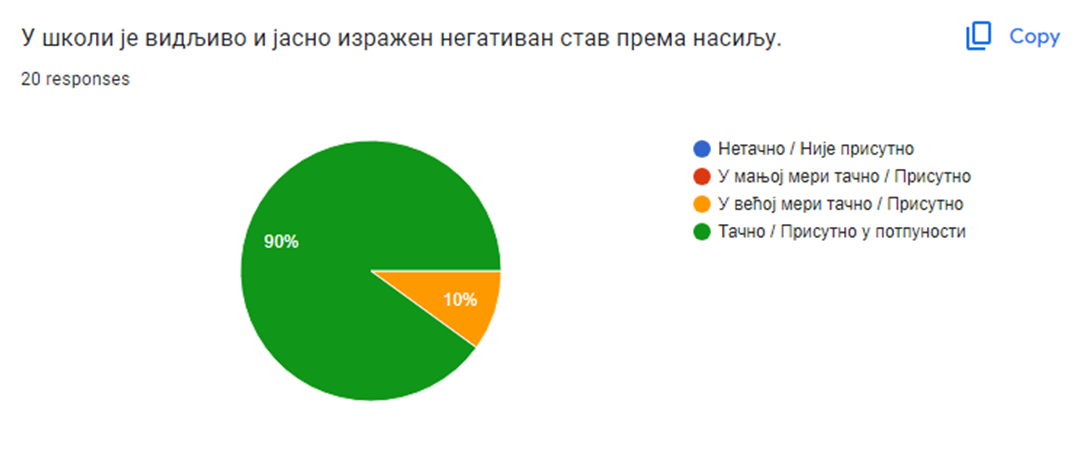 У школи је видљиво и јасно изражен негативан став према насиљу.
Copy
20 responses
Нетачно / Није присутно
У мањој мери тачно / Присутно
У већој мери тачно / Присутно
Тачно / Присутно у потпуности
90%
10%